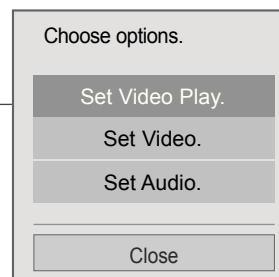 Choose options.
Set Video Play.
Set Video.
Set Audio.
Close